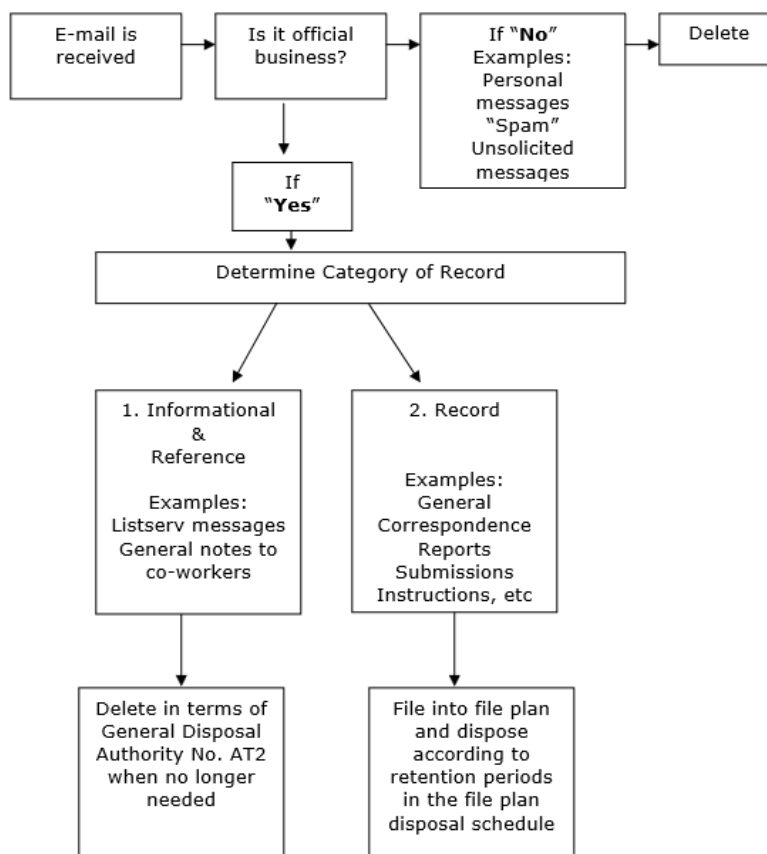 E-mail is
received
Is it official
business?
If “No”
Examples:
Personal
messages
“Spam”
Unsolicited
messages
Delete
If
“Yes”
Determine Category of Record
1. Informational
&
Reference
Examples:
Listserv messages
General notes to
co-workers
2. Record
Examples:
General
Correspondence
Reports
Submissions
Instructions, etc
Delete in terms of
General Disposal
Authority No. AT2
when no longer
needed
File into file plan
and dispose
according to
retention periods
in the file plan
disposal schedule